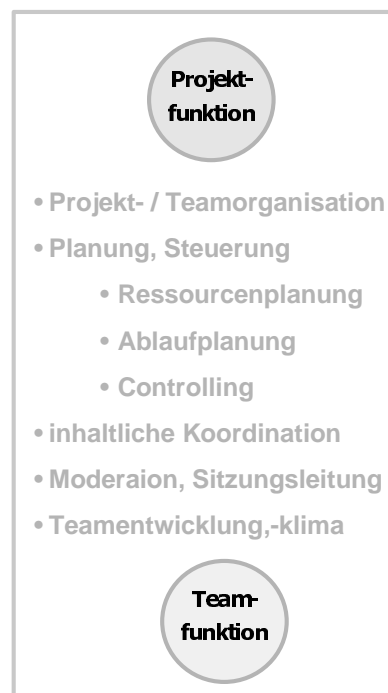 Projekt-
funktion
• Projekt- / Teamorganisation
• Planung, Steuerung
• Ressourcenplanung
• Ablaufplanung
• Controlling
• inhaltliche Koordination
• Moderaion, Sitzungsleitung
• Teamentwicklung,-klima
Team-
funktion